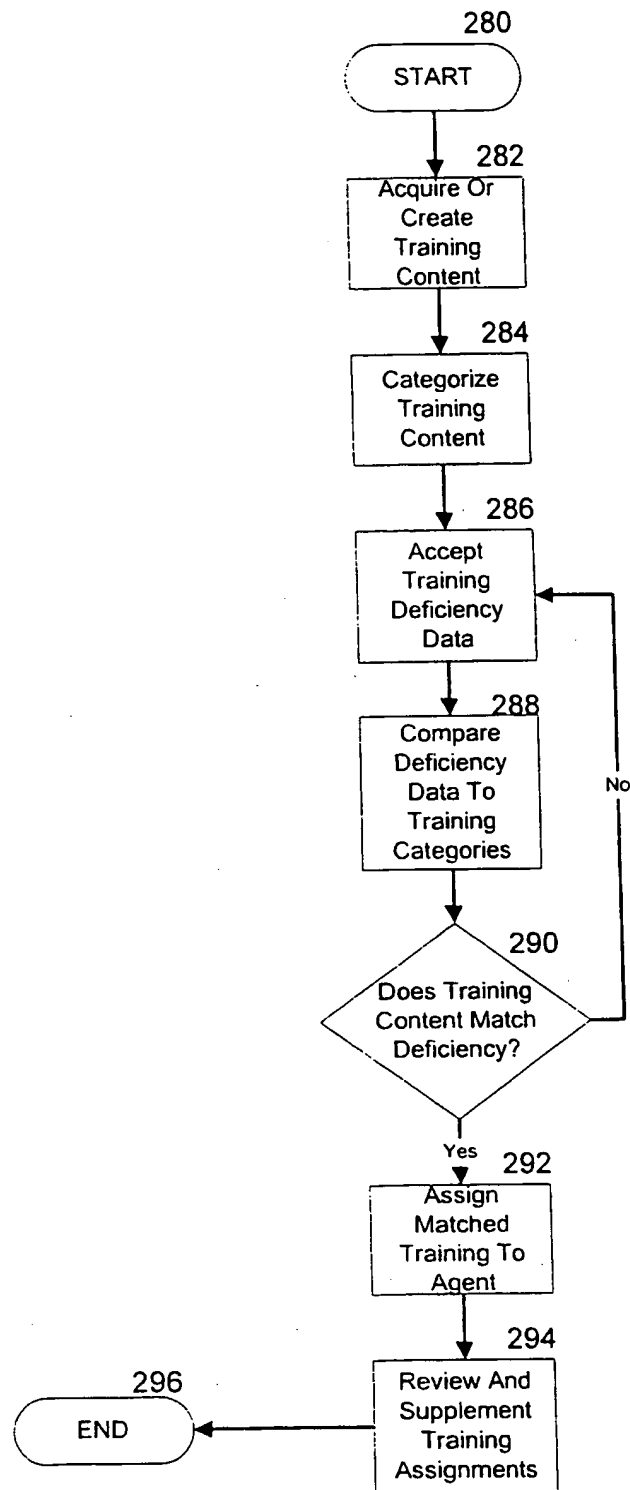 280
START
282
Acquire Or
Create
Training
Content
284
Categorize
Training
Content
286
Accept
Training
Deficiency
Data
288
Compare
Deficiency
Data To
Training
Categories
No
290
Does Training
Content Match
Deficiency?
Yes
292
Assign
Matched
Training To
Agent
294
Review And
Supplement
Training
Assignments
296
END